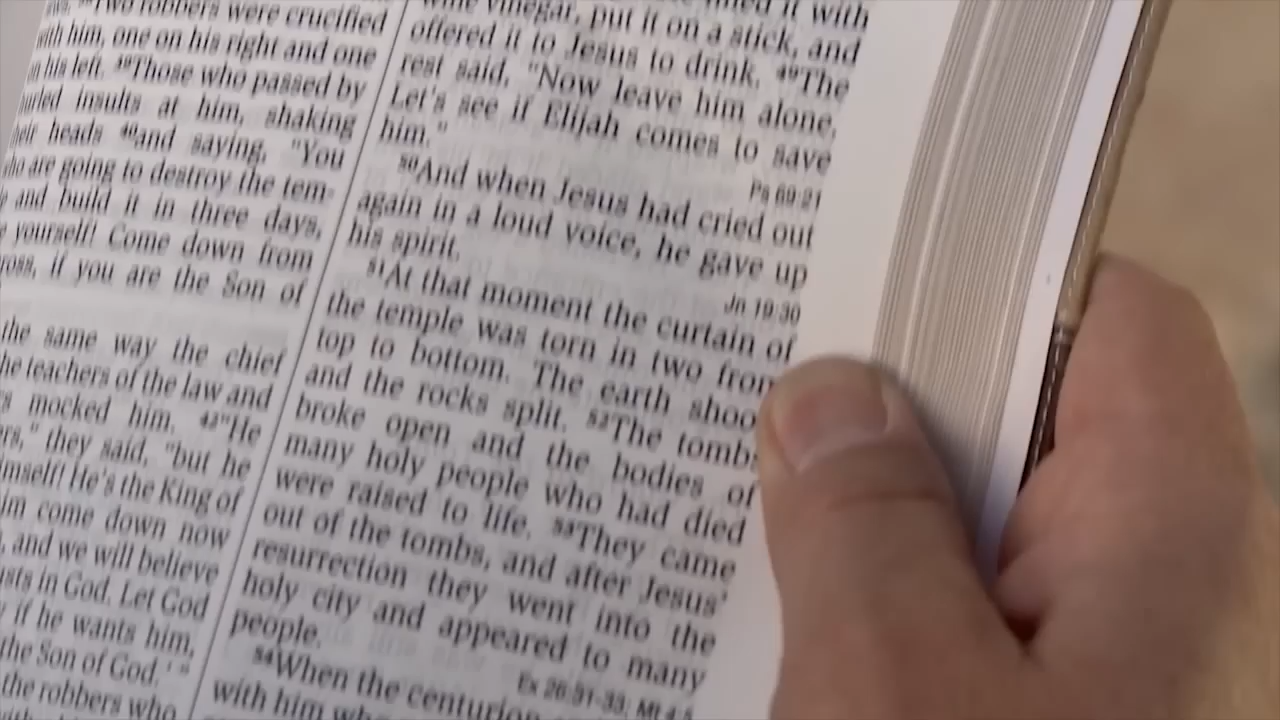 Two robbers were crucified
with him, one on his right and one
on his left. 39Those who passed by
hurled insults at him, shaking
their heads 40and saying, "You
who are going to destroy the tem-
and build it in three days,
yourself! Come down from
if you are the Son of
the same way the chief
the teachers of the law and
mocked him. 42"He
they said, "but he
He's the King of
him come down now
and we will believe
in God. Let God
if he wants him,
the Son of God.' "
the robbers who
wine vinegar, put it on a stick, and
offered it to Jesus to drink. 49The
rest said, "Now leave him alone.
Let's see if Elijah comes to save
him."
Ps 69:21
50And when Jesus had cried out
again in a loud voice, he gave up
his spirit.
Jn 19:30
51At that moment the curtain of
the temple was torn in two from
top to bottom. The earth shoo
and the rocks split. 52The tombs
broke open and the bodies of
many holy people who had died
were raised to life. 53They came
out of the tombs, and after Jesus'
resurrection they went into the
holy city and appeared to many
people.
Ex 26:31-33; Mt 4:5
54When the centurion
with him who